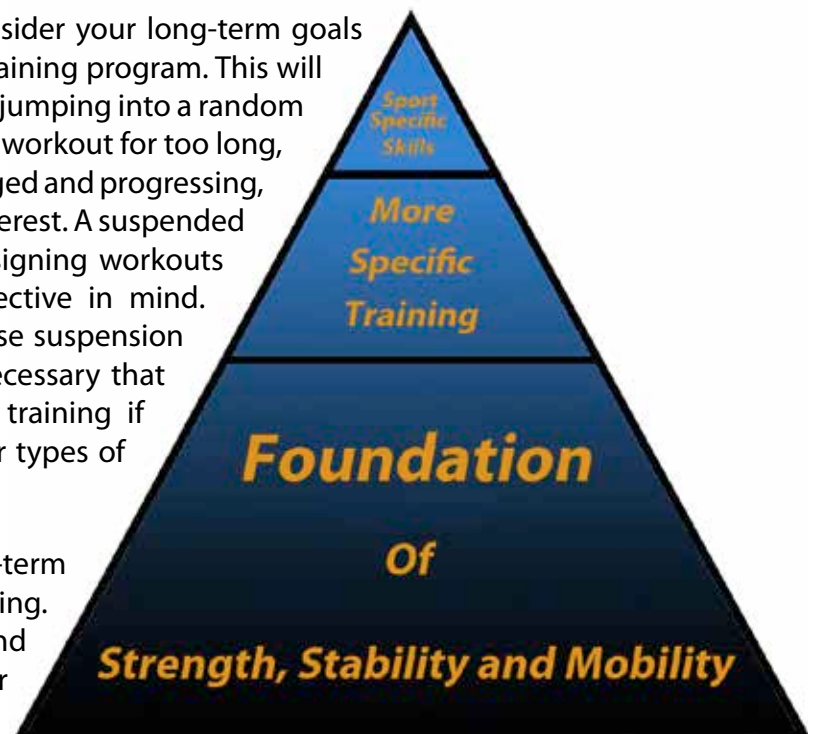 sider your long-term goals
aining program. This will
jumping into a random
workout for too long,
ged and progressing,
erest. A suspended
signing workouts
ective in mind.
se suspension
ecessary that
training if
r types of
-term
ing.
nd
r
Sport
Specific
Skills
More
Specific
Training
Foundation
Of
Strength, Stability and Mobility